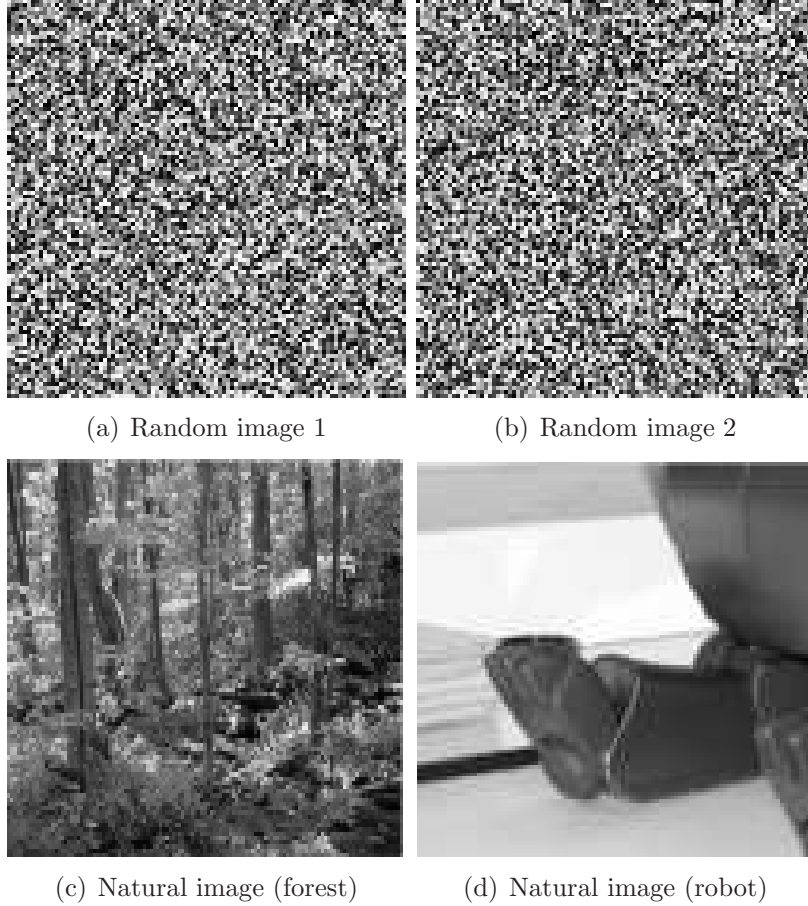 (a) Random image 1
(b) Random image 2
(c) Natural image (forest)
(d) Natural image (robot)